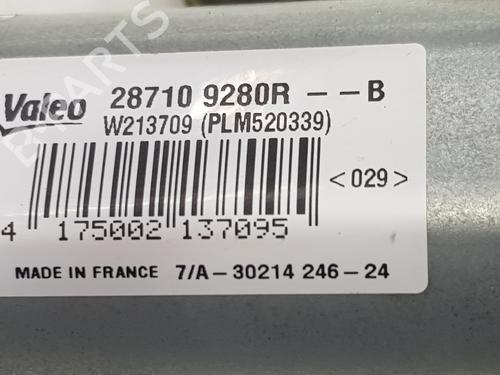 Valeo 28710 9280R --B
W213709 (PLM520339)
<029>
4 175002 137095
MADE IN FRANCE 7/A-30214 246-24